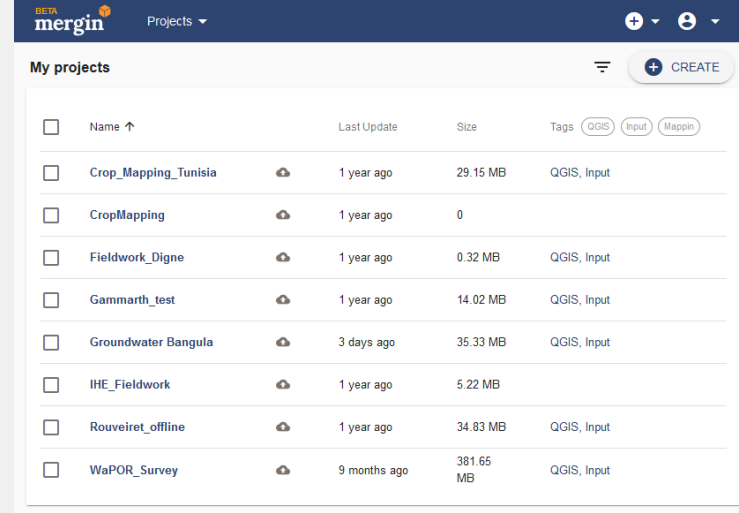 BETA
mergin
Projects
My projects
CREATE
Name Last Update Size Tags QGIS Input Mappin
Crop_Mapping_Tunisia 1 year ago 29.15 MB QGIS, Input
CropMapping 1 year ago 0
Fieldwork_Digne 1 year ago 0.32 MB QGIS, Input
Gammarth_test 1 year ago 14.02 MB QGIS, Input
Groundwater Bangula 3 days ago 35.33 MB QGIS, Input
IHE_Fieldwork 1 year ago 5.22 MB
Rouveiret_offline 1 year ago 34.83 MB QGIS, Input
WaPOR_Survey 9 months ago 381.65 MB QGIS, Input